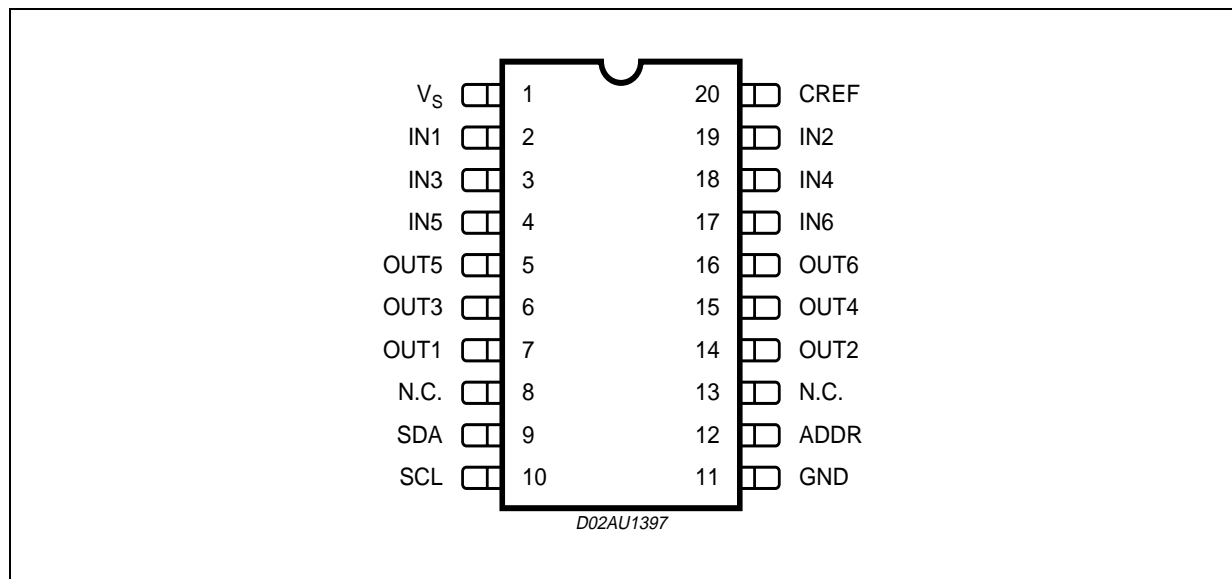 V_S 1 20 CREF
IN1 2 19 IN2
IN3 3 18 IN4
IN5 4 17 IN6
OUT5 5 16 OUT6
OUT3 6 15 OUT4
OUT1 7 14 OUT2
N.C. 8 13 N.C.
SDA 9 12 ADDR
SCL 10 11 GND
D02AU1397